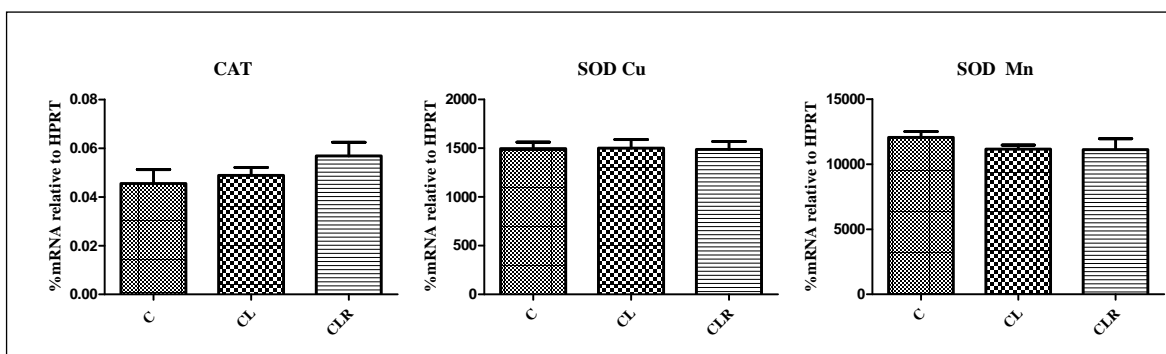 CAT
%mRNA relative to HPRT
0.08
0.06
0.04
0.02
0.00
C
CL
CLR
SOD Cu
%mRNA relative to HPRT
2000
1500
1000
500
0
C
CL
CLR
SOD Mn
%mRNA relative to HPRT
15000
10000
5000
0
C
CL
CLR